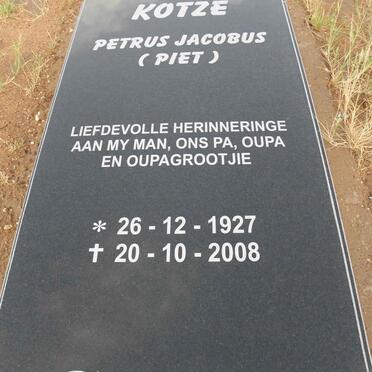 KOTZE
PETRUS JACOBUS
( PIET )
LIEFDEVOLLE HERINNERINGE
AAN MY MAN, ONS PA, OUPA
EN OUPAGROOTJIE
* 26 - 12 - 1927
✝ 20 - 10 - 2008